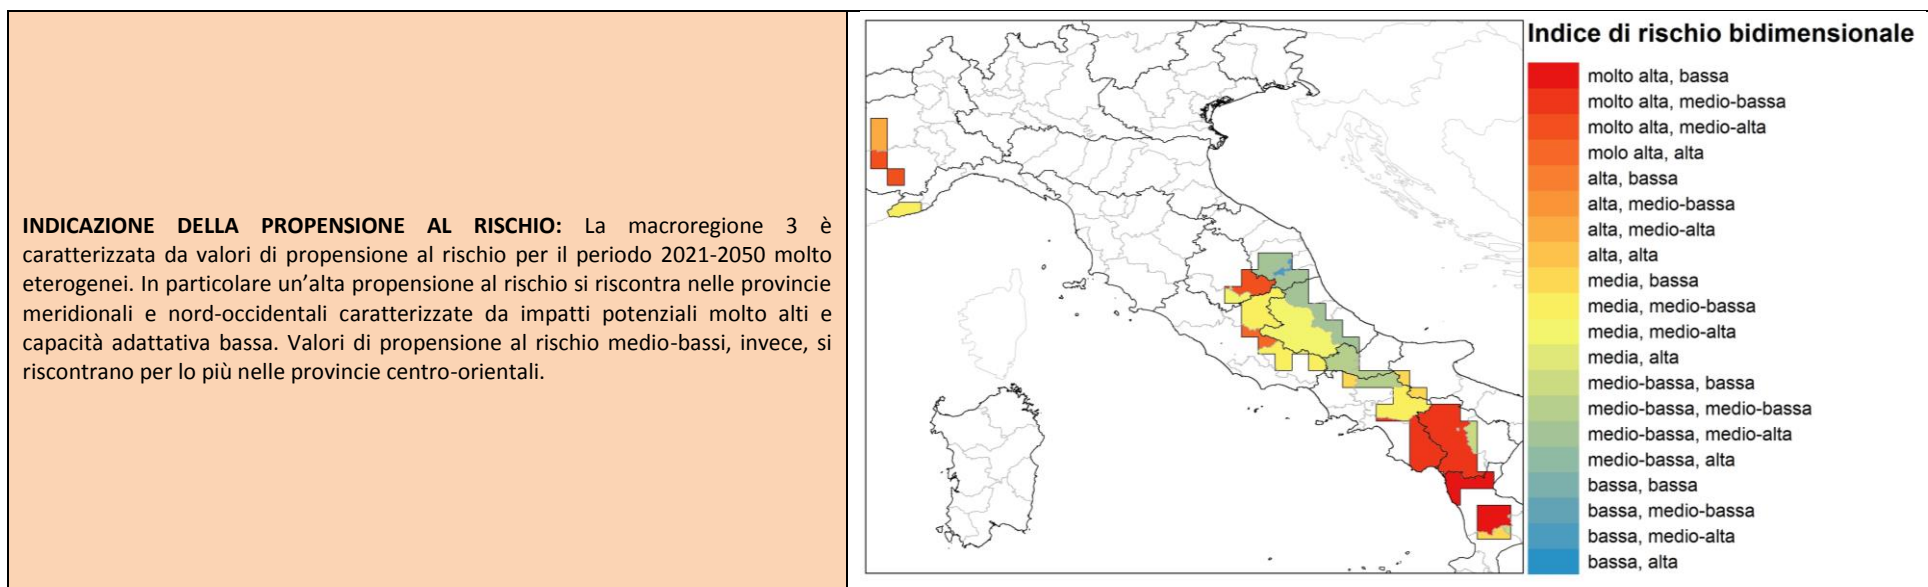 INDICAZIONE DELLA PROPENSIONE AL RISCHIO: La macroregione 3 è
caratterizzata da valori di propensione al rischio per il periodo 2021-2050 molto
eterogenei. In particolare un’alta propensione al rischio si riscontra nelle provincie
meridionali e nord-occidentali caratterizzate da impatti potenziali molto alti e
capacità adattativa bassa. Valori di propensione al rischio medio-bassi, invece, si
riscontrano per lo più nelle provincie centro-orientali.
Indice di rischio bidimensionale
molto alta, bassa
molto alta, medio-bassa
molto alta, medio-alta
molo alta, alta
alta, bassa
alta, medio-bassa
alta, medio-alta
alta, alta
media, bassa
media, medio-bassa
media, medio-alta
media, alta
medio-bassa, bassa
medio-bassa, medio-bassa
medio-bassa, medio-alta
medio-bassa, alta
bassa, bassa
bassa, medio-bassa
bassa, medio-alta
bassa, alta